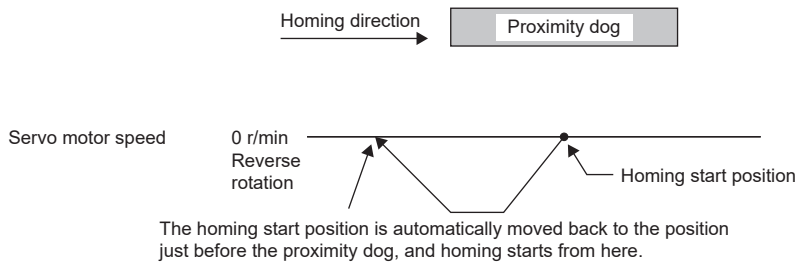 Homing direction
Proximity dog
Servo motor speed
0 r/min
Reverse
rotation
Homing start position
The homing start position is automatically moved back to the position
just before the proximity dog, and homing starts from here.